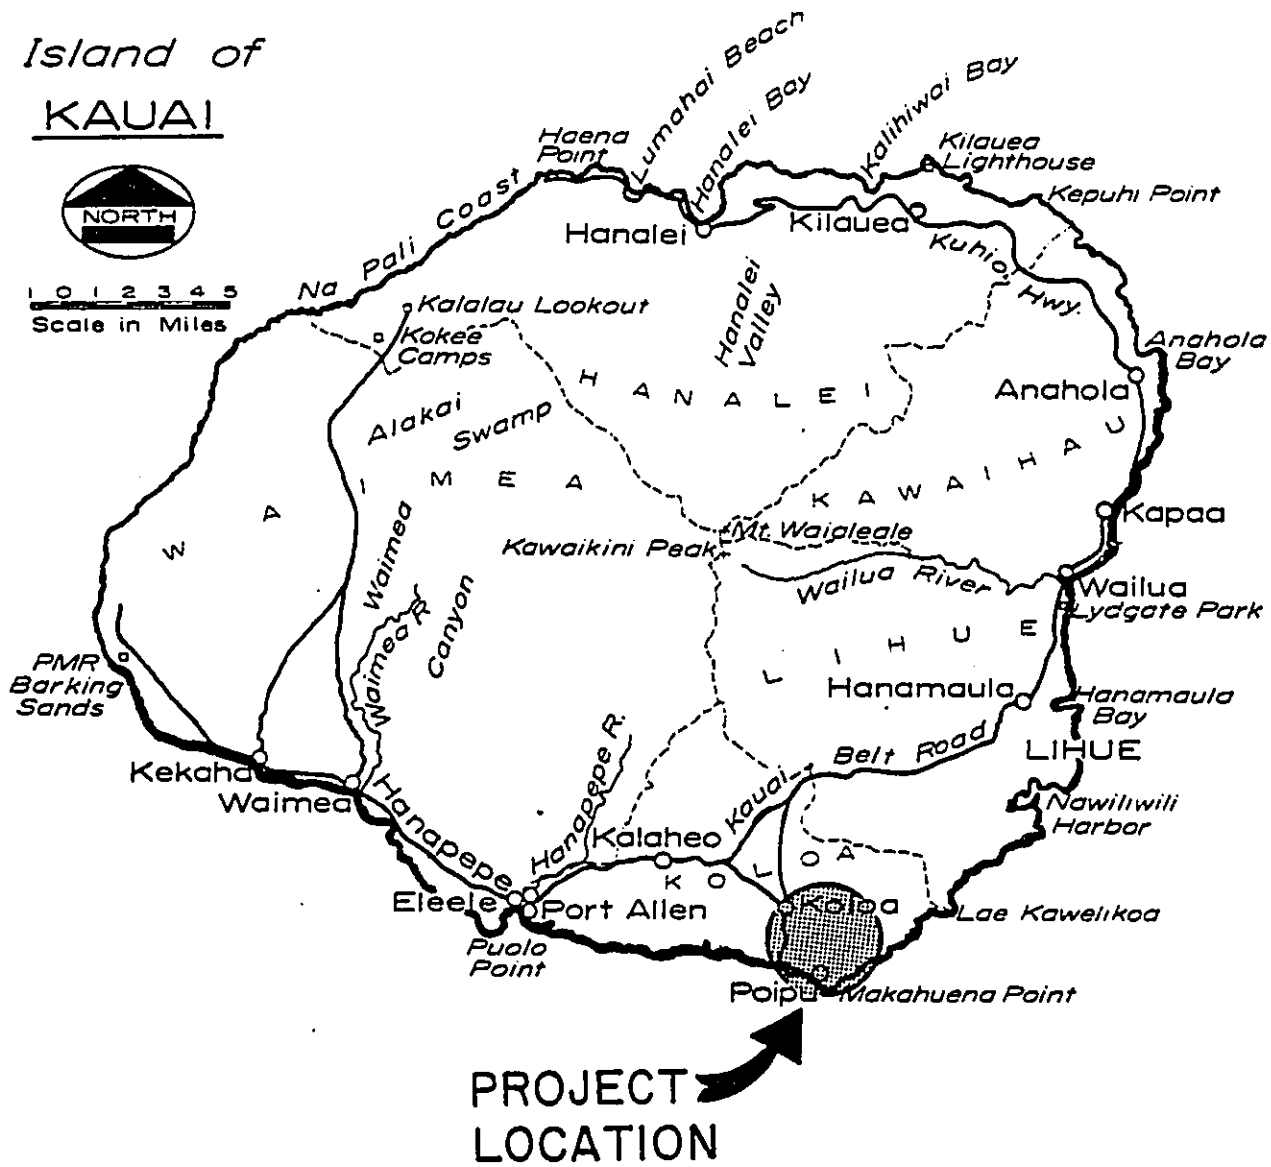 Island of
KAUAI
NORTH
1 0 1 2 3 4 5
Scale in Miles
Lumahai Beach
Hanalei Bay
Kalihiwai Bay
Haena
Point
Kilauea
Lighthouse
Kepuhi Point
Na Pali Coast
Hanalei
Kilauea
Kuhio Hwy.
Kalalau Lookout
Kokee
Camps
Hanalei
Valley
Anahola
Bay
Anahola
HANALEI
Alakai
Swamp
KAWAIHAU
WAIMEA
Kapaa
Mt. Waialeale
Kawaikini Peak
Wailua River
Wailua
Lydgate Park
Waimea
Canyon
Waimea R.
LIHUE
PMR
Barking
Sands
Hanamaula
Hanamaula
Bay
LIHUE
Kauai Belt Road
Kekaha
Waimea
Hanapepe
Hanapepe R.
Nawiliwili
Harbor
Kalaheo
KOLOA
Eleele
Port Allen
Koloa
Lae Kawelikoa
Puolo
Point
Poipu
Makahuena Point
PROJECT
LOCATION